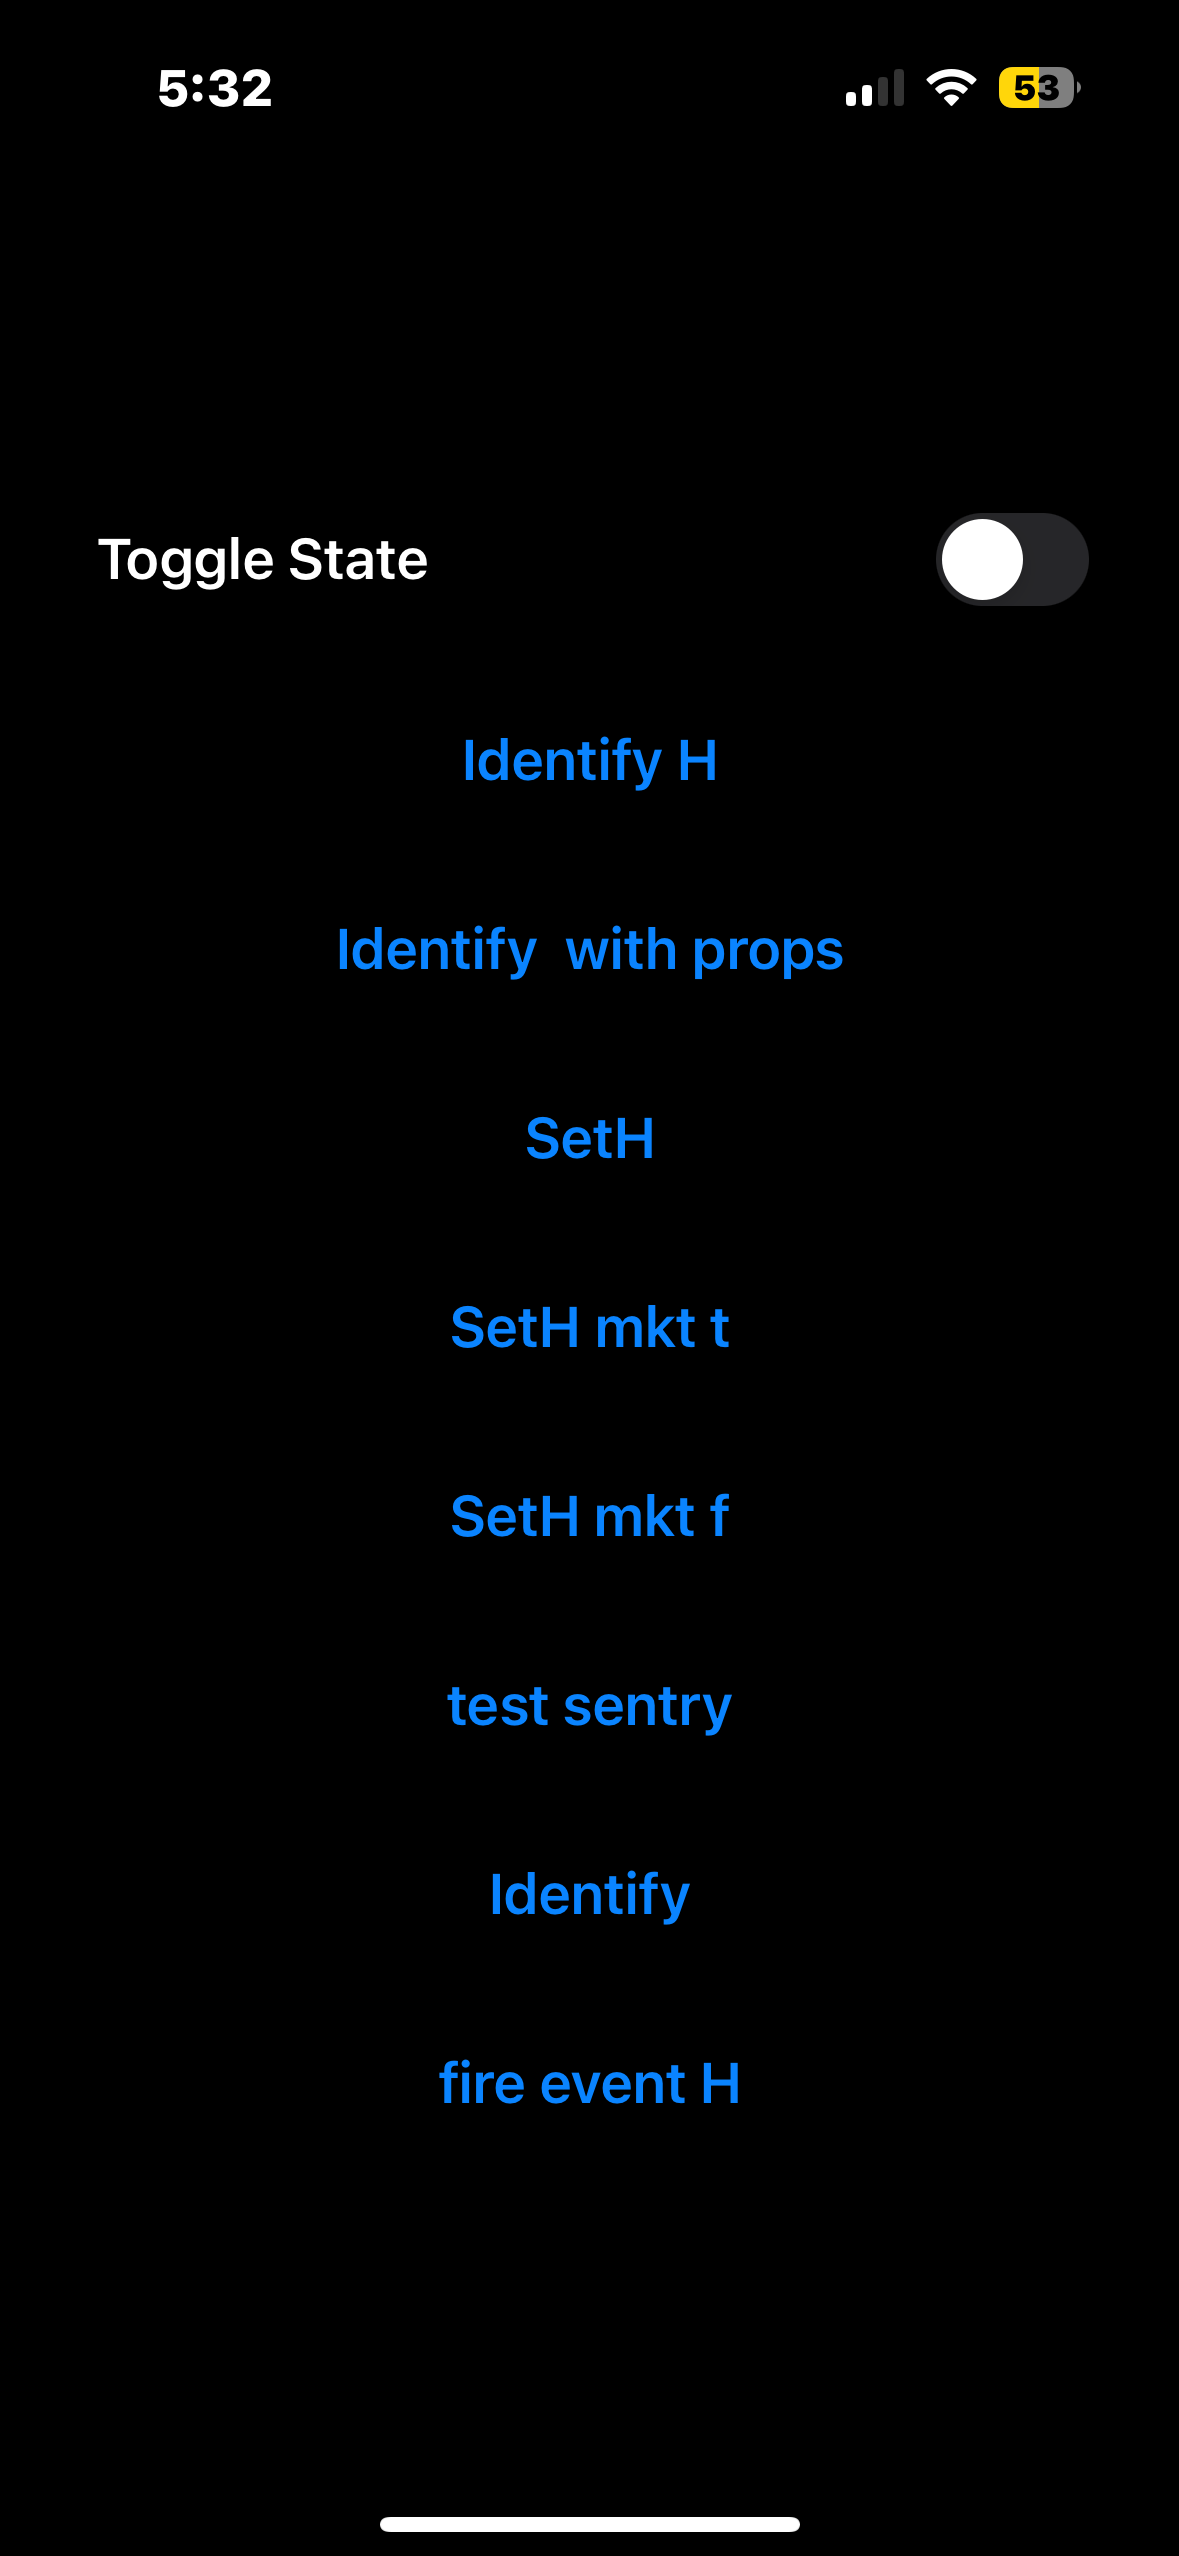 5:32
53
Toggle State
Identify H
Identify  with props
SetH
SetH mkt t
SetH mkt f
test sentry
Identify
fire event H